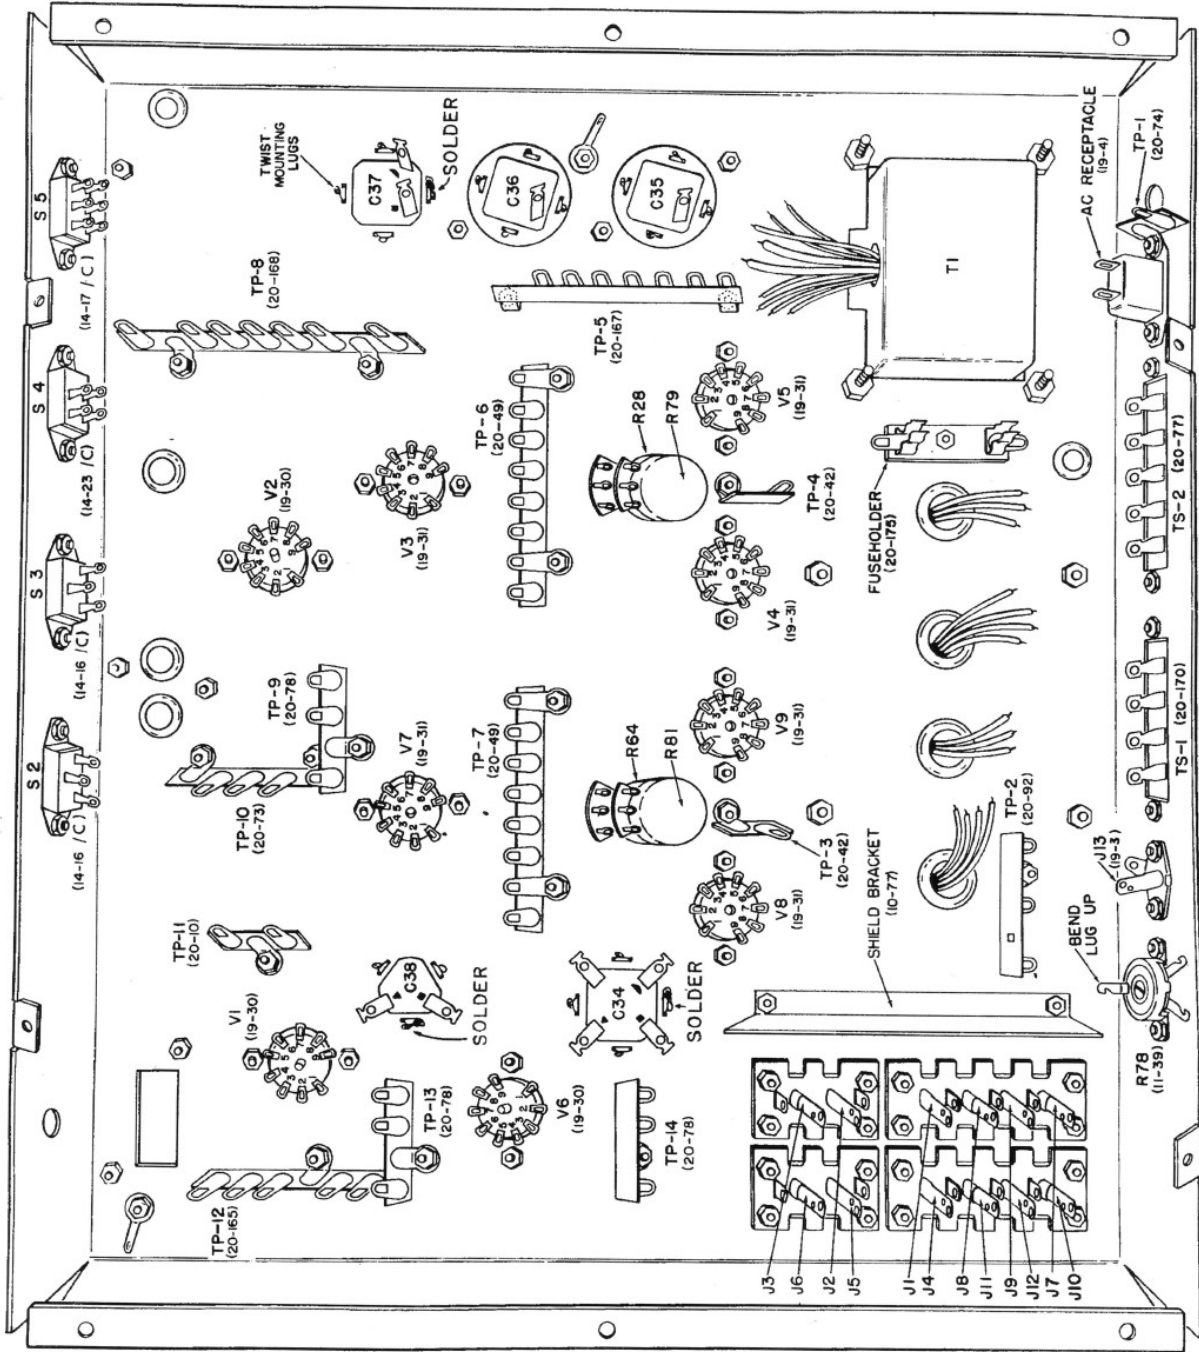 S 5
(14-17 / C)
S 4
(14-23 /C)
S 3
(14-16 /C)
S 2
(14-16 /C)
TWIST
MOUNTING
LUGS
C37
SOLDER
C36
C35
T1
AC RECEPTACLE
(19-4)
TP-1
(20-74)
TP-8
(20-168)
TP-5
(20-167)
V2
(19-30)
V3
(19-31)
TP-6
(20-49)
R28
R79
V5
(19-31)
TP-4
(20-42)
V4
(19-31)
FUSEHOLDER
(20-175)
TS-2 (20-77)
TP-9
(20-78)
TP-10
(20-73)
V7
(19-31)
TP-7
(20-49)
R64
R81
V9
(19-31)
TP-3
(20-42)
V8
(19-31)
TS-1 (20-170)
TP-2
(20-92)
J13
(19-3)
BEND
LUG UP
R78
(11-39)
SHIELD BRACKET
(10-77)
TP-11
(20-10)
V1
(19-30)
C38
SOLDER
C34
SOLDER
TP-12
(20-165)
TP-13
(20-78)
V6
(19-30)
TP-14
(20-78)
J3
J6
J2
J5
J1
J4
J8
J11
J9
J12
J7
J10